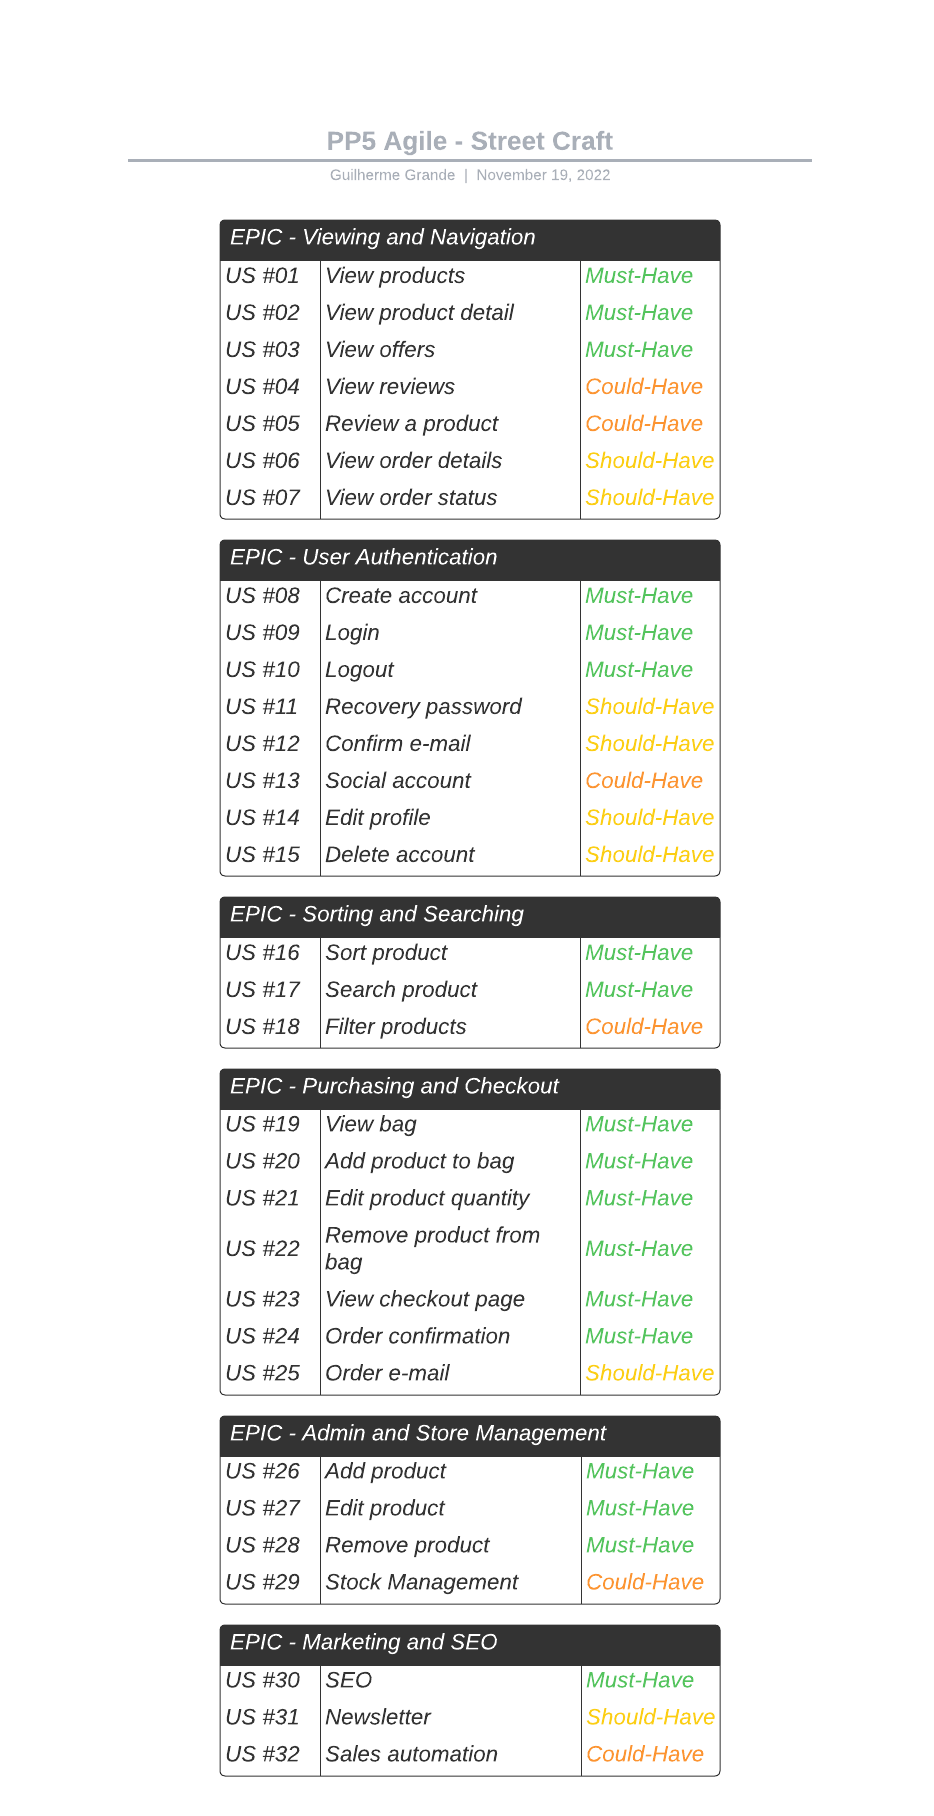 PP5 Agile - Street Craft
Guilherme Grande | November 19, 2022
EPIC - Viewing and Navigation
US #01 View products Must-Have
US #02 View product detail Must-Have
US #03 View offers Must-Have
US #04 View reviews Could-Have
US #05 Review a product Could-Have
US #06 View order details Should-Have
US #07 View order status Should-Have
EPIC - User Authentication
US #08 Create account Must-Have
US #09 Login Must-Have
US #10 Logout Must-Have
US #11 Recovery password Should-Have
US #12 Confirm e-mail Should-Have
US #13 Social account Could-Have
US #14 Edit profile Should-Have
US #15 Delete account Should-Have
EPIC - Sorting and Searching
US #16 Sort product Must-Have
US #17 Search product Must-Have
US #18 Filter products Could-Have
EPIC - Purchasing and Checkout
US #19 View bag Must-Have
US #20 Add product to bag Must-Have
US #21 Edit product quantity Must-Have
US #22 Remove product from
bag Must-Have
US #23 View checkout page Must-Have
US #24 Order confirmation Must-Have
US #25 Order e-mail Should-Have
EPIC - Admin and Store Management
US #26 Add product Must-Have
US #27 Edit product Must-Have
US #28 Remove product Must-Have
US #29 Stock Management Could-Have
EPIC - Marketing and SEO
US #30 SEO Must-Have
US #31 Newsletter Should-Have
US #32 Sales automation Could-Have